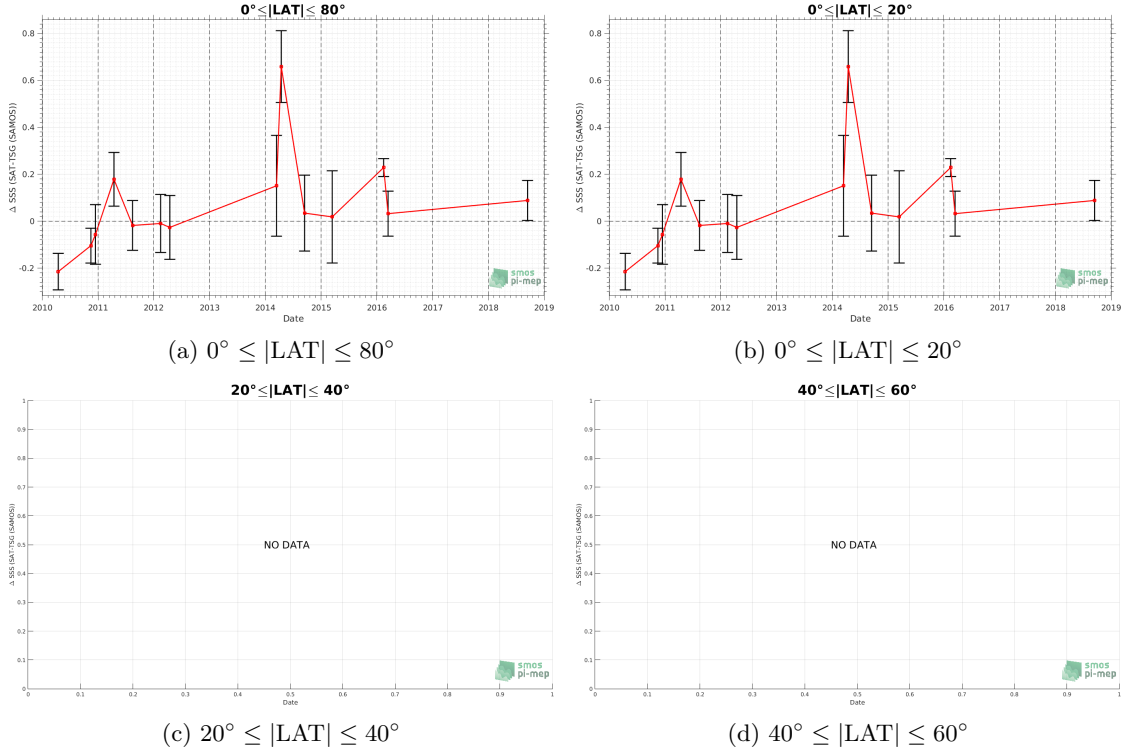 0°≤|LAT|≤ 80°
Δ SSS (SAT-TSG (SAMOS))
0.8
0.6
0.4
0.2
0
-0.2
2010 2011 2012 2013 2014 2015 2016 2017 2018 2019
Date
smos
pi-mep
(a) 0° ≤ |LAT| ≤ 80°
0°≤|LAT|≤ 20°
Δ SSS (SAT-TSG (SAMOS))
0.8
0.6
0.4
0.2
0
-0.2
2010 2011 2012 2013 2014 2015 2016 2017 2018 2019
Date
smos
pi-mep
(b) 0° ≤ |LAT| ≤ 20°
20°≤|LAT|≤ 40°
Δ SSS (SAT-TSG (SAMOS))
1
0.9
0.8
0.7
0.6
0.5
0.4
0.3
0.2
0.1
0
NO DATA
0 0.1 0.2 0.3 0.4 0.5 0.6 0.7 0.8 0.9 1
Date
smos
pi-mep
(c) 20° ≤ |LAT| ≤ 40°
40°≤|LAT|≤ 60°
Δ SSS (SAT-TSG (SAMOS))
1
0.9
0.8
0.7
0.6
0.5
0.4
0.3
0.2
0.1
0
NO DATA
0 0.1 0.2 0.3 0.4 0.5 0.6 0.7 0.8 0.9 1
Date
smos
pi-mep
(d) 40° ≤ |LAT| ≤ 60°